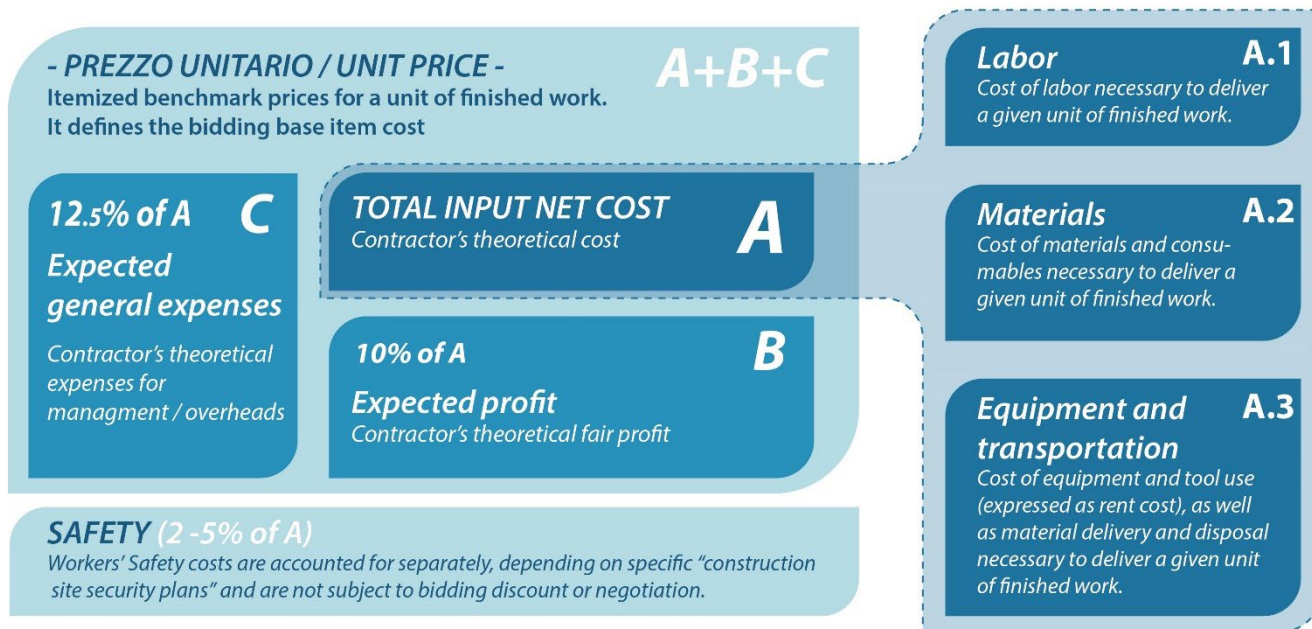 - PREZZO UNITARIO / UNIT PRICE -
A+B+C
Itemized benchmark prices for a unit of finished work.
It defines the bidding base item cost
12.5% of A
C
Expected
general expenses
Contractor's theoretical
expenses for
managment / overheads
TOTAL INPUT NET COST
Contractor's theoretical cost
A
10% of A
B
Expected profit
Contractor's theoretical fair profit
SAFETY (2 -5% of A)
Workers' Safety costs are accounted for separately, depending on specific "construction
site security plans" and are not subject to bidding discount or negotiation.
Labor
A.1
Cost of labor necessary to deliver
a given unit of finished work.
Materials
A.2
Cost of materials and consu-
mables necessary to deliver a
given unit of finished work.
Equipment and
A.3
transportation
Cost of equipment and tool use
(expressed as rent cost), as well
as material delivery and disposal
necessary to deliver a given unit
of finished work.